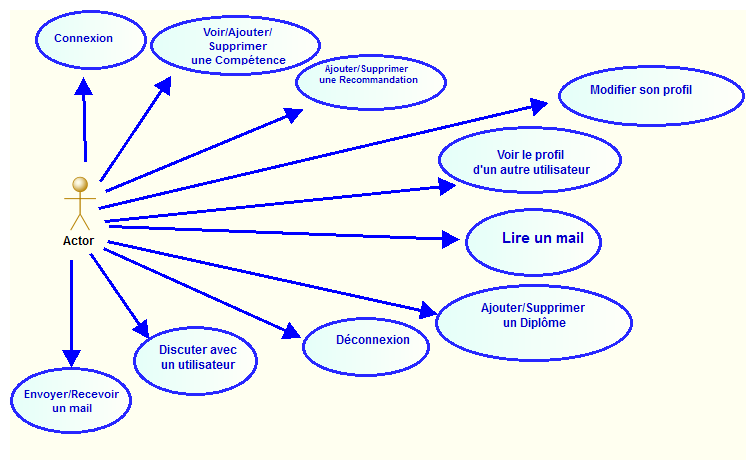 Connexion
Voir/Ajouter/
Supprimer
une Compétence
Ajouter/Supprimer
une Recommandation
Modifier son profil
Voir le profil
d'un autre utilisateur
Actor
Lire un mail
Ajouter/Supprimer
un Diplôme
Déconnexion
Discuter avec
un utilisateur
Envoyer/Recevoir
un mail